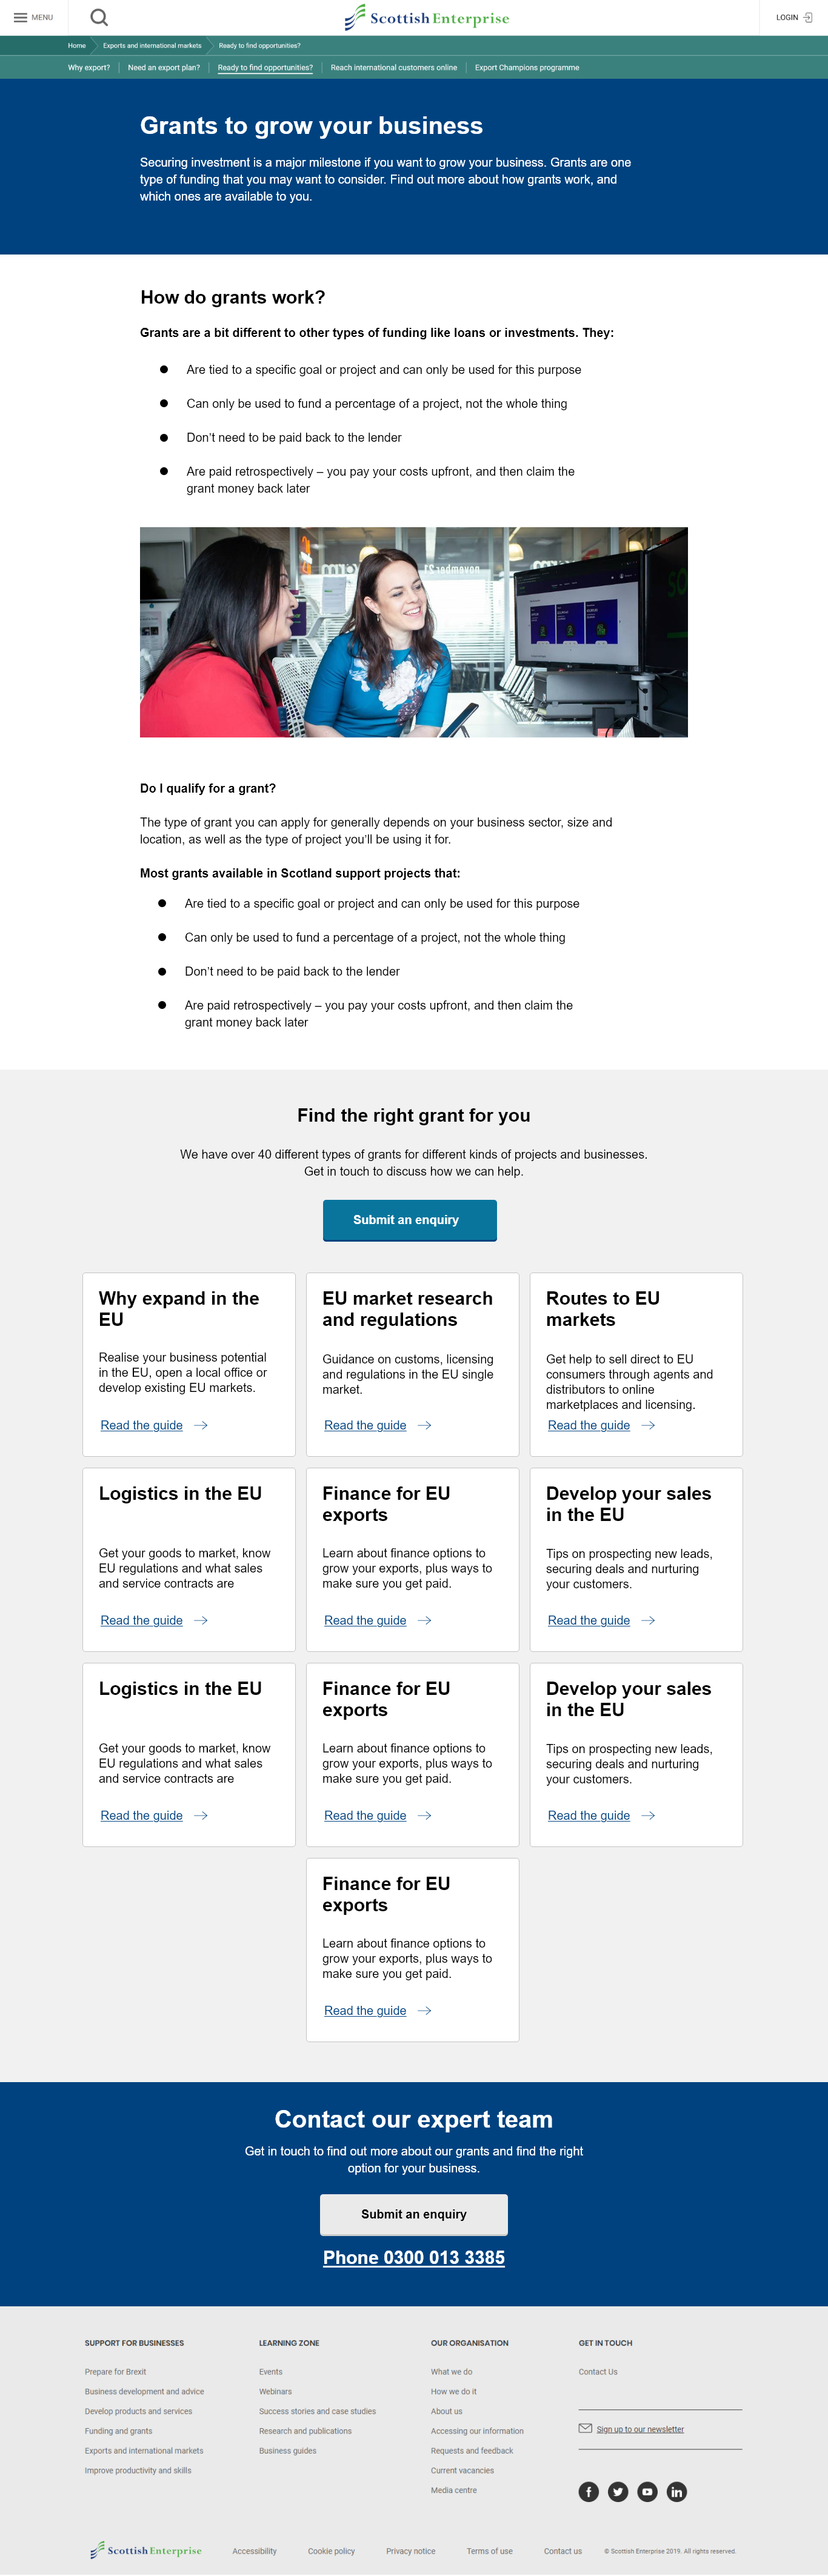 MENU
Scottish Enterprise
LOGIN
Home
Exports and international markets
Ready to find opportunities?
Why export?
Need an export plan?
Ready to find opportunities?
Reach international customers online
Export Champions programme
Grants to grow your business
Securing investment is a major milestone if you want to grow your business. Grants are one
type of funding that you may want to consider. Find out more about how grants work, and
which ones are available to you.
How do grants work?
Grants are a bit different to other types of funding like loans or investments. They:
Are tied to a specific goal or project and can only be used for this purpose
Can only be used to fund a percentage of a project, not the whole thing
Don't need to be paid back to the lender
Are paid retrospectively – you pay your costs upfront, and then claim the
grant money back later
Do I qualify for a grant?
The type of grant you can apply for generally depends on your business sector, size and
location, as well as the type of project you'll be using it for.
Most grants available in Scotland support projects that:
Are tied to a specific goal or project and can only be used for this purpose
Can only be used to fund a percentage of a project, not the whole thing
Don't need to be paid back to the lender
Are paid retrospectively – you pay your costs upfront, and then claim the
grant money back later
Find the right grant for you
We have over 40 different types of grants for different kinds of projects and businesses.
Get in touch to discuss how we can help.
Submit an enquiry
Why expand in the
EU
Realise your business potential
in the EU, open a local office or
develop existing EU markets.
Read the guide
EU market research
and regulations
Guidance on customs, licensing
and regulations in the EU single
market.
Read the guide
Routes to EU
markets
Get help to sell direct to EU
consumers through agents and
distributors to online
marketplaces and licensing.
Read the guide
Logistics in the EU
Get your goods to market, know
EU regulations and what sales
and service contracts are
Read the guide
Finance for EU
exports
Learn about finance options to
grow your exports, plus ways to
make sure you get paid.
Read the guide
Develop your sales
in the EU
Tips on prospecting new leads,
securing deals and nurturing
your customers.
Read the guide
Logistics in the EU
Get your goods to market, know
EU regulations and what sales
and service contracts are
Read the guide
Finance for EU
exports
Learn about finance options to
grow your exports, plus ways to
make sure you get paid.
Read the guide
Develop your sales
in the EU
Tips on prospecting new leads,
securing deals and nurturing
your customers.
Read the guide
Finance for EU
exports
Learn about finance options to
grow your exports, plus ways to
make sure you get paid.
Read the guide
Contact our expert team
Get in touch to find out more about our grants and find the right
option for your business.
Submit an enquiry
Phone 0300 013 3385
SUPPORT FOR BUSINESSES
Prepare for Brexit
Business development and advice
Develop products and services
Funding and grants
Exports and international markets
Improve productivity and skills
LEARNING ZONE
Events
Webinars
Success stories and case studies
Research and publications
Business guides
OUR ORGANISATION
What we do
How we do it
About us
Accessing our information
Requests and feedback
Current vacancies
Media centre
GET IN TOUCH
Contact Us
Sign up to our newsletter
Scottish Enterprise
Accessibility
Cookie policy
Privacy notice
Terms of use
Contact us
© Scottish Enterprise 2019. All rights reserved.